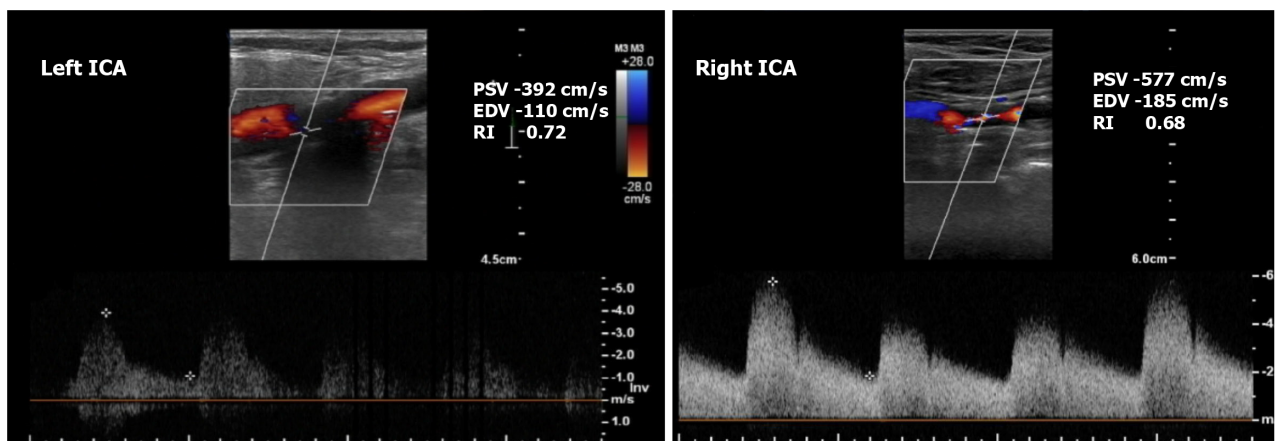 Left ICA
PSV -392 cm/s
EDV -110 cm/s
RI -0.72
M3 M3
+28.0
-28.0
cm/s
4.5cm
-5.0
-4.0
-3.0
-2.0
-1.0
Inv
m/s
1.0
Right ICA
PSV -577 cm/s
EDV -185 cm/s
RI 0.68
6.0cm
-6
-4
-2
m